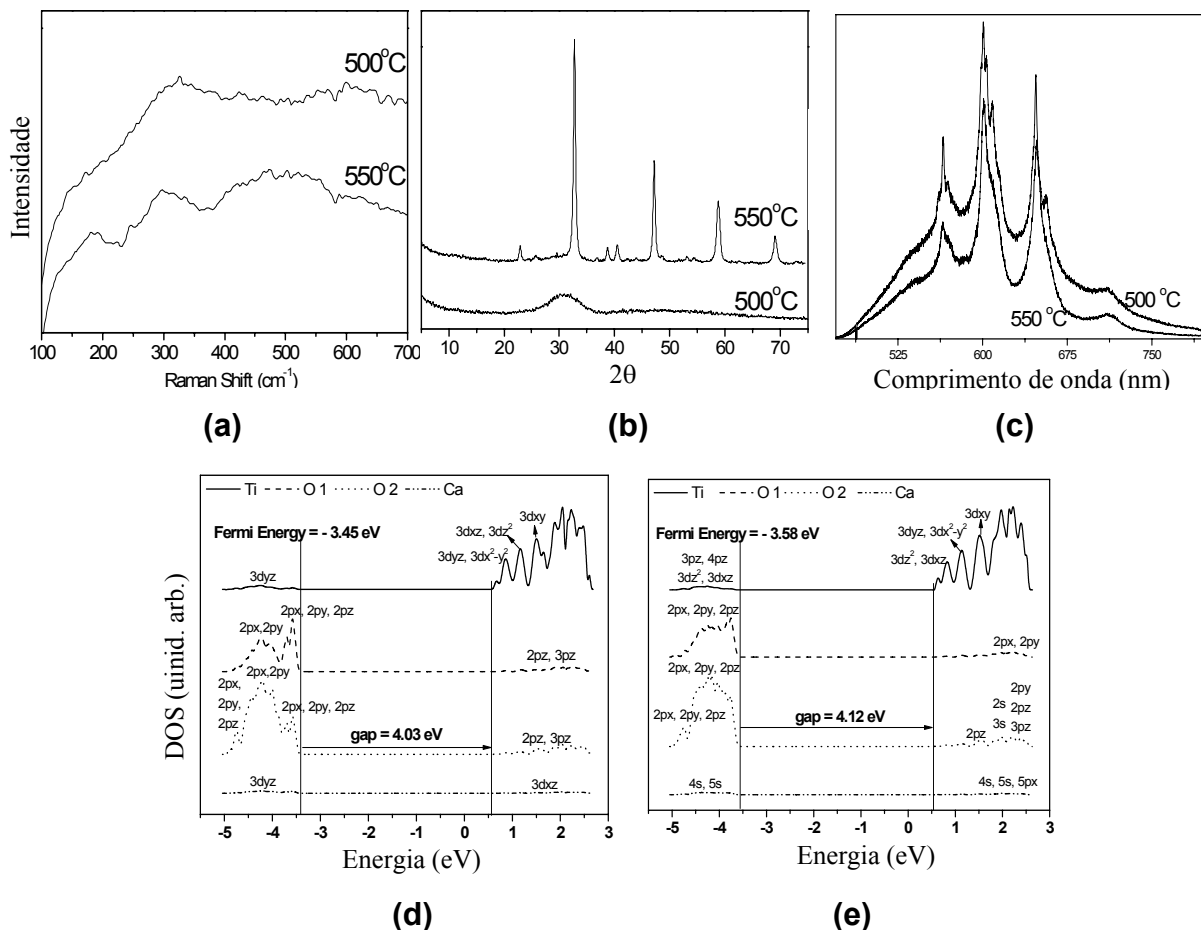 Intensidade
500°C
550°C
100 200 300 400 500 600 700
Raman Shift (cm⁻¹)
(a)
550°C
500°C
10 20 30 40 50 60 70
2θ
(b)
500 °C
550 °C
525 600 675 750
Comprimento de onda (nm)
(c)
DOS (uinid. arb.)
Ti O 1 O 2 Ca
Fermi Energy = - 3.45 eV
3dxz, 3dz²
3dxy
3dyz, 3dx²-y²
3dyz
2px, 2py, 2pz
2px,2py
2pz, 3pz
2px,2py
2px,
2py,
2pz
2px, 2py, 2pz
gap = 4.03 eV
2pz, 3pz
3dyz
3dxz
-5 -4 -3 -2 -1 0 1 2 3
Energia (eV)
(d)
Ti O 1 O 2 Ca
Fermi Energy = - 3.58 eV
3dxy
3dyz, 3dx²-y²
3dz², 3dxz
3pz, 4pz
3dz², 3dxz
2px, 2py, 2pz
2px, 2py
2px, 2py, 2pz
2px, 2py, 2pz
gap = 4.12 eV
2py
2s 2pz
3s 3pz
2pz
4s, 5s
4s, 5s, 5px
-5 -4 -3 -2 -1 0 1 2 3
Energia (eV)
(e)